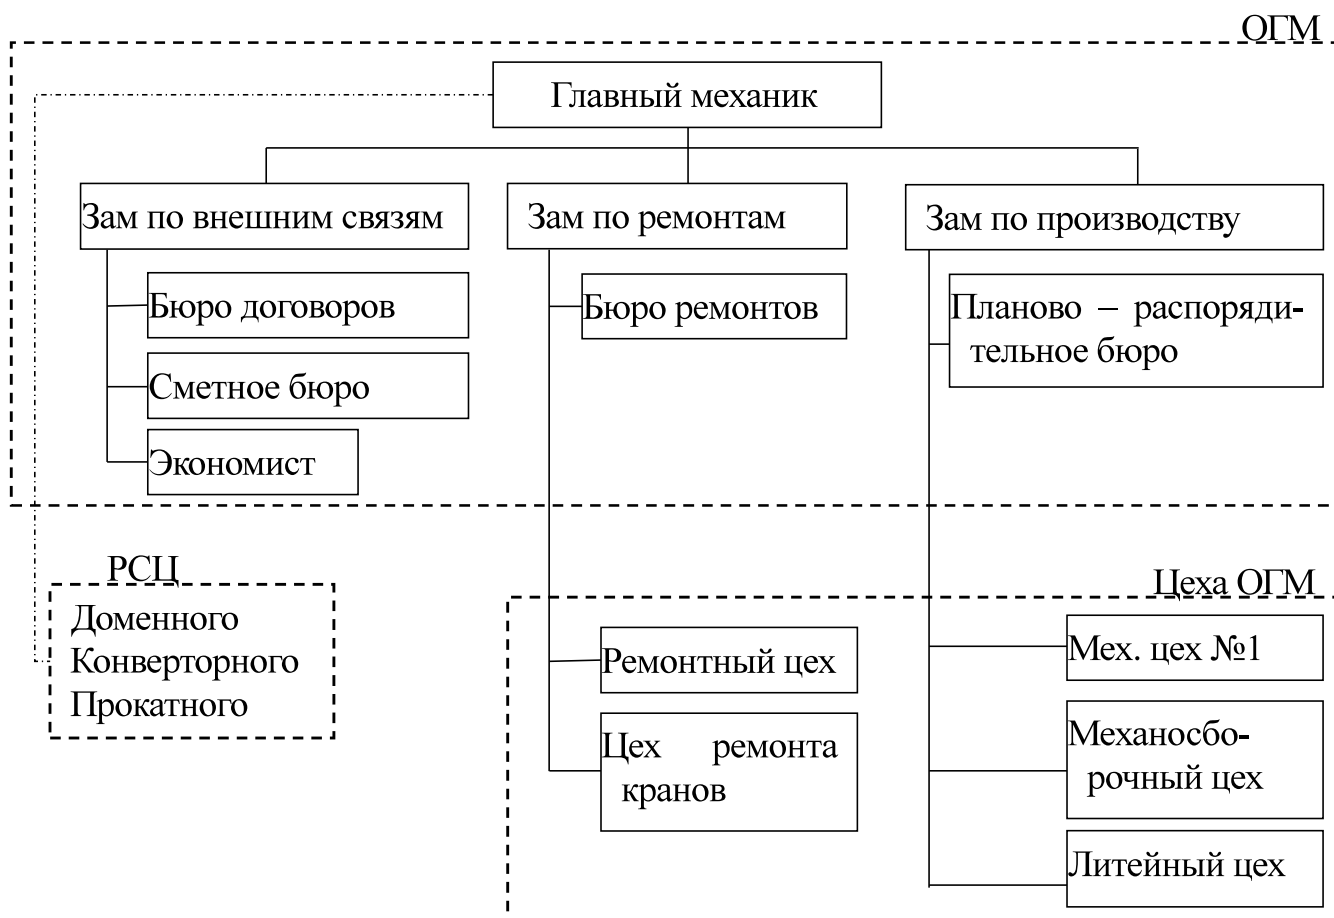 ОГМ
Главный механик
Зам по внешним связям
Зам по ремонтам
Зам по производству
Бюро договоров
Бюро ремонтов
Планово – распоряди-
тельное бюро
Сметное бюро
Экономист
РСЦ
Доменного
Конверторного
Прокатного
Цеха ОГМ
Ремонтный цех
Цех ремонта
кранов
Мех. цех №1
Механосбо-
рочный цех
Литейный цех